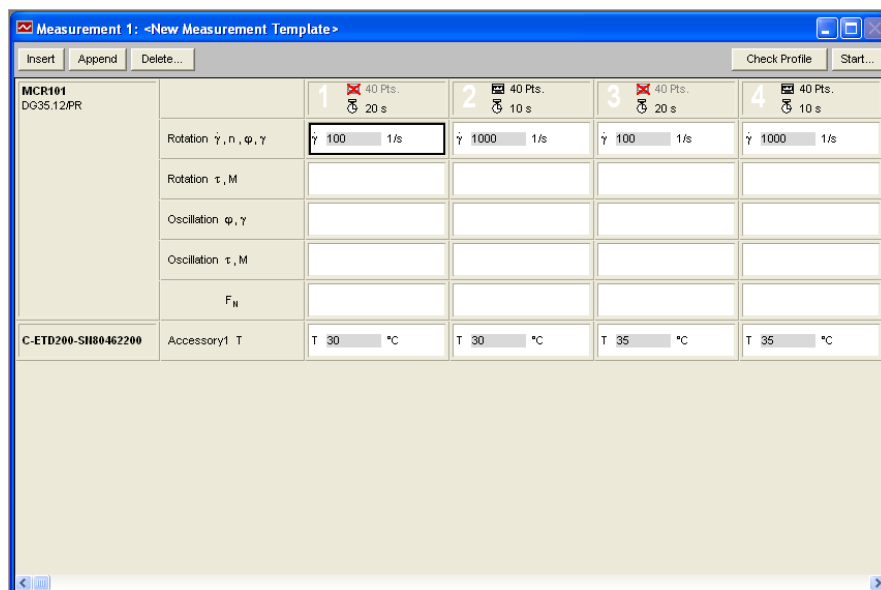 Measurement 1: <New Measurement Template>
Insert Append Delete... Check Profile Start...
MCR101
DG35.12/PR
1 40 Pts. 20 s 2 40 Pts. 10 s 3 40 Pts. 20 s 4 40 Pts. 10 s
Rotation γ̇, n, φ, γ γ̇ 100 1/s γ̇ 1000 1/s γ̇ 100 1/s γ̇ 1000 1/s
Rotation τ, M
Oscillation φ, γ
Oscillation τ, M
F_N
C-ETD200-SN80462200 Accessory1 T T 30 °C T 30 °C T 35 °C T 35 °C